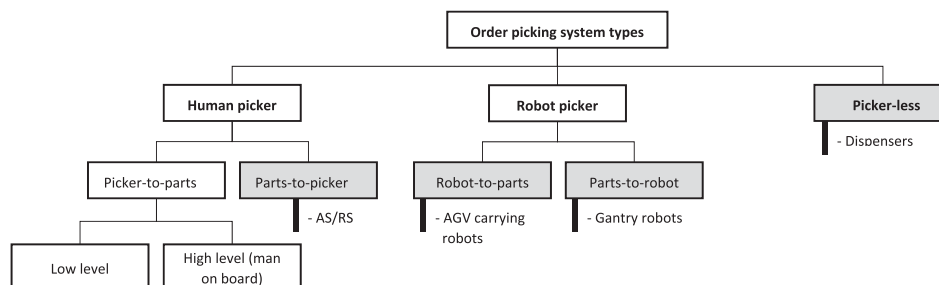 Order picking system types
Human picker
Robot picker
Picker-less
- Dispensers
Picker-to-parts
Parts-to-picker
Robot-to-parts
Parts-to-robot
- AS/RS
- AGV carrying
robots
- Gantry robots
Low level
High level (man
on board)